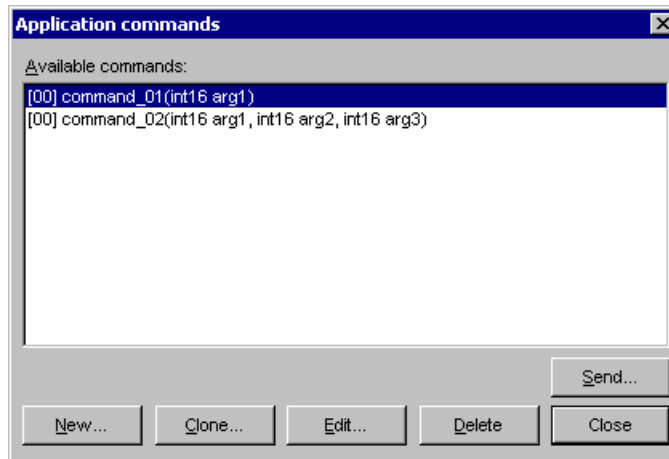 Application commands
Available commands:
[00] command_01(int16 arg1)
[00] command_02(int16 arg1, int16 arg2, int16 arg3)
Send...
New...
Clone...
Edit...
Delete
Close